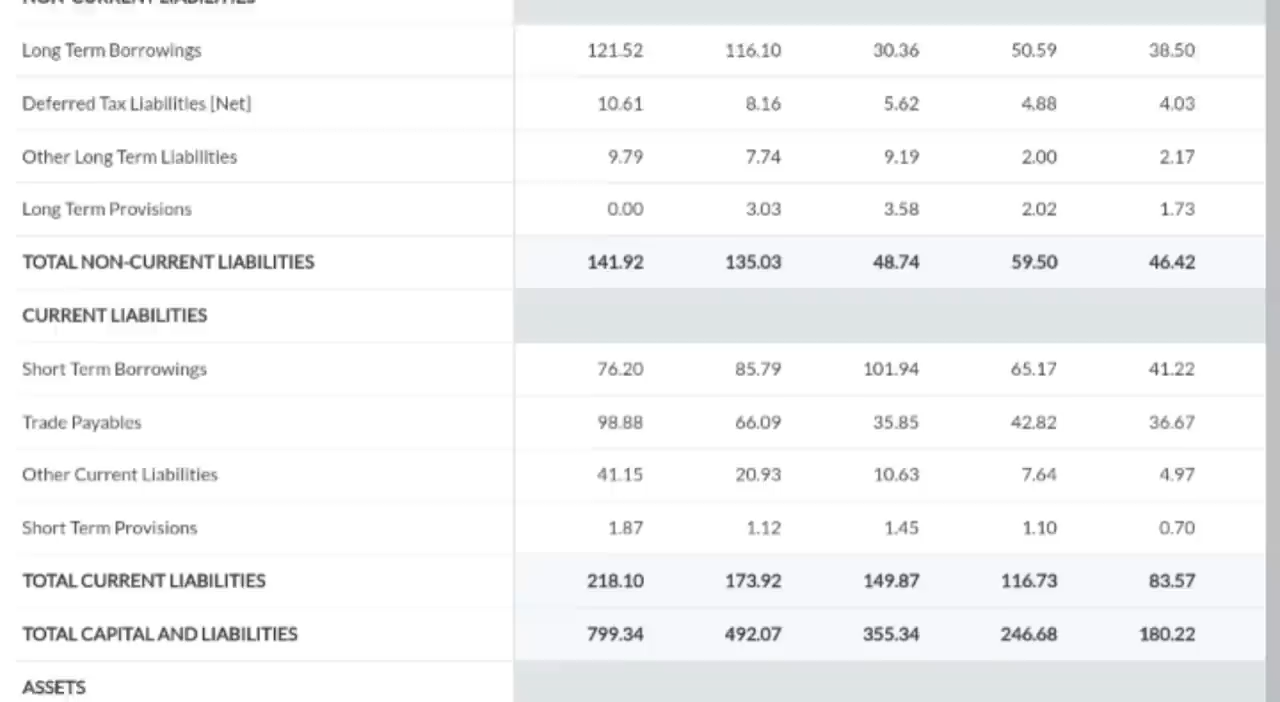 NON-CURRENT LIABILITIES
Long Term Borrowings 121.52 116.10 30.36 50.59 38.50
Deferred Tax Liabilities [Net] 10.61 8.16 5.62 4.88 4.03
Other Long Term Liabilities 9.79 7.74 9.19 2.00 2.17
Long Term Provisions 0.00 3.03 3.58 2.02 1.73
TOTAL NON-CURRENT LIABILITIES 141.92 135.03 48.74 59.50 46.42
CURRENT LIABILITIES
Short Term Borrowings 76.20 85.79 101.94 65.17 41.22
Trade Payables 98.88 66.09 35.85 42.82 36.67
Other Current Liabilities 41.15 20.93 10.63 7.64 4.97
Short Term Provisions 1.87 1.12 1.45 1.10 0.70
TOTAL CURRENT LIABILITIES 218.10 173.92 149.87 116.73 83.57
TOTAL CAPITAL AND LIABILITIES 799.34 492.07 355.34 246.68 180.22
ASSETS